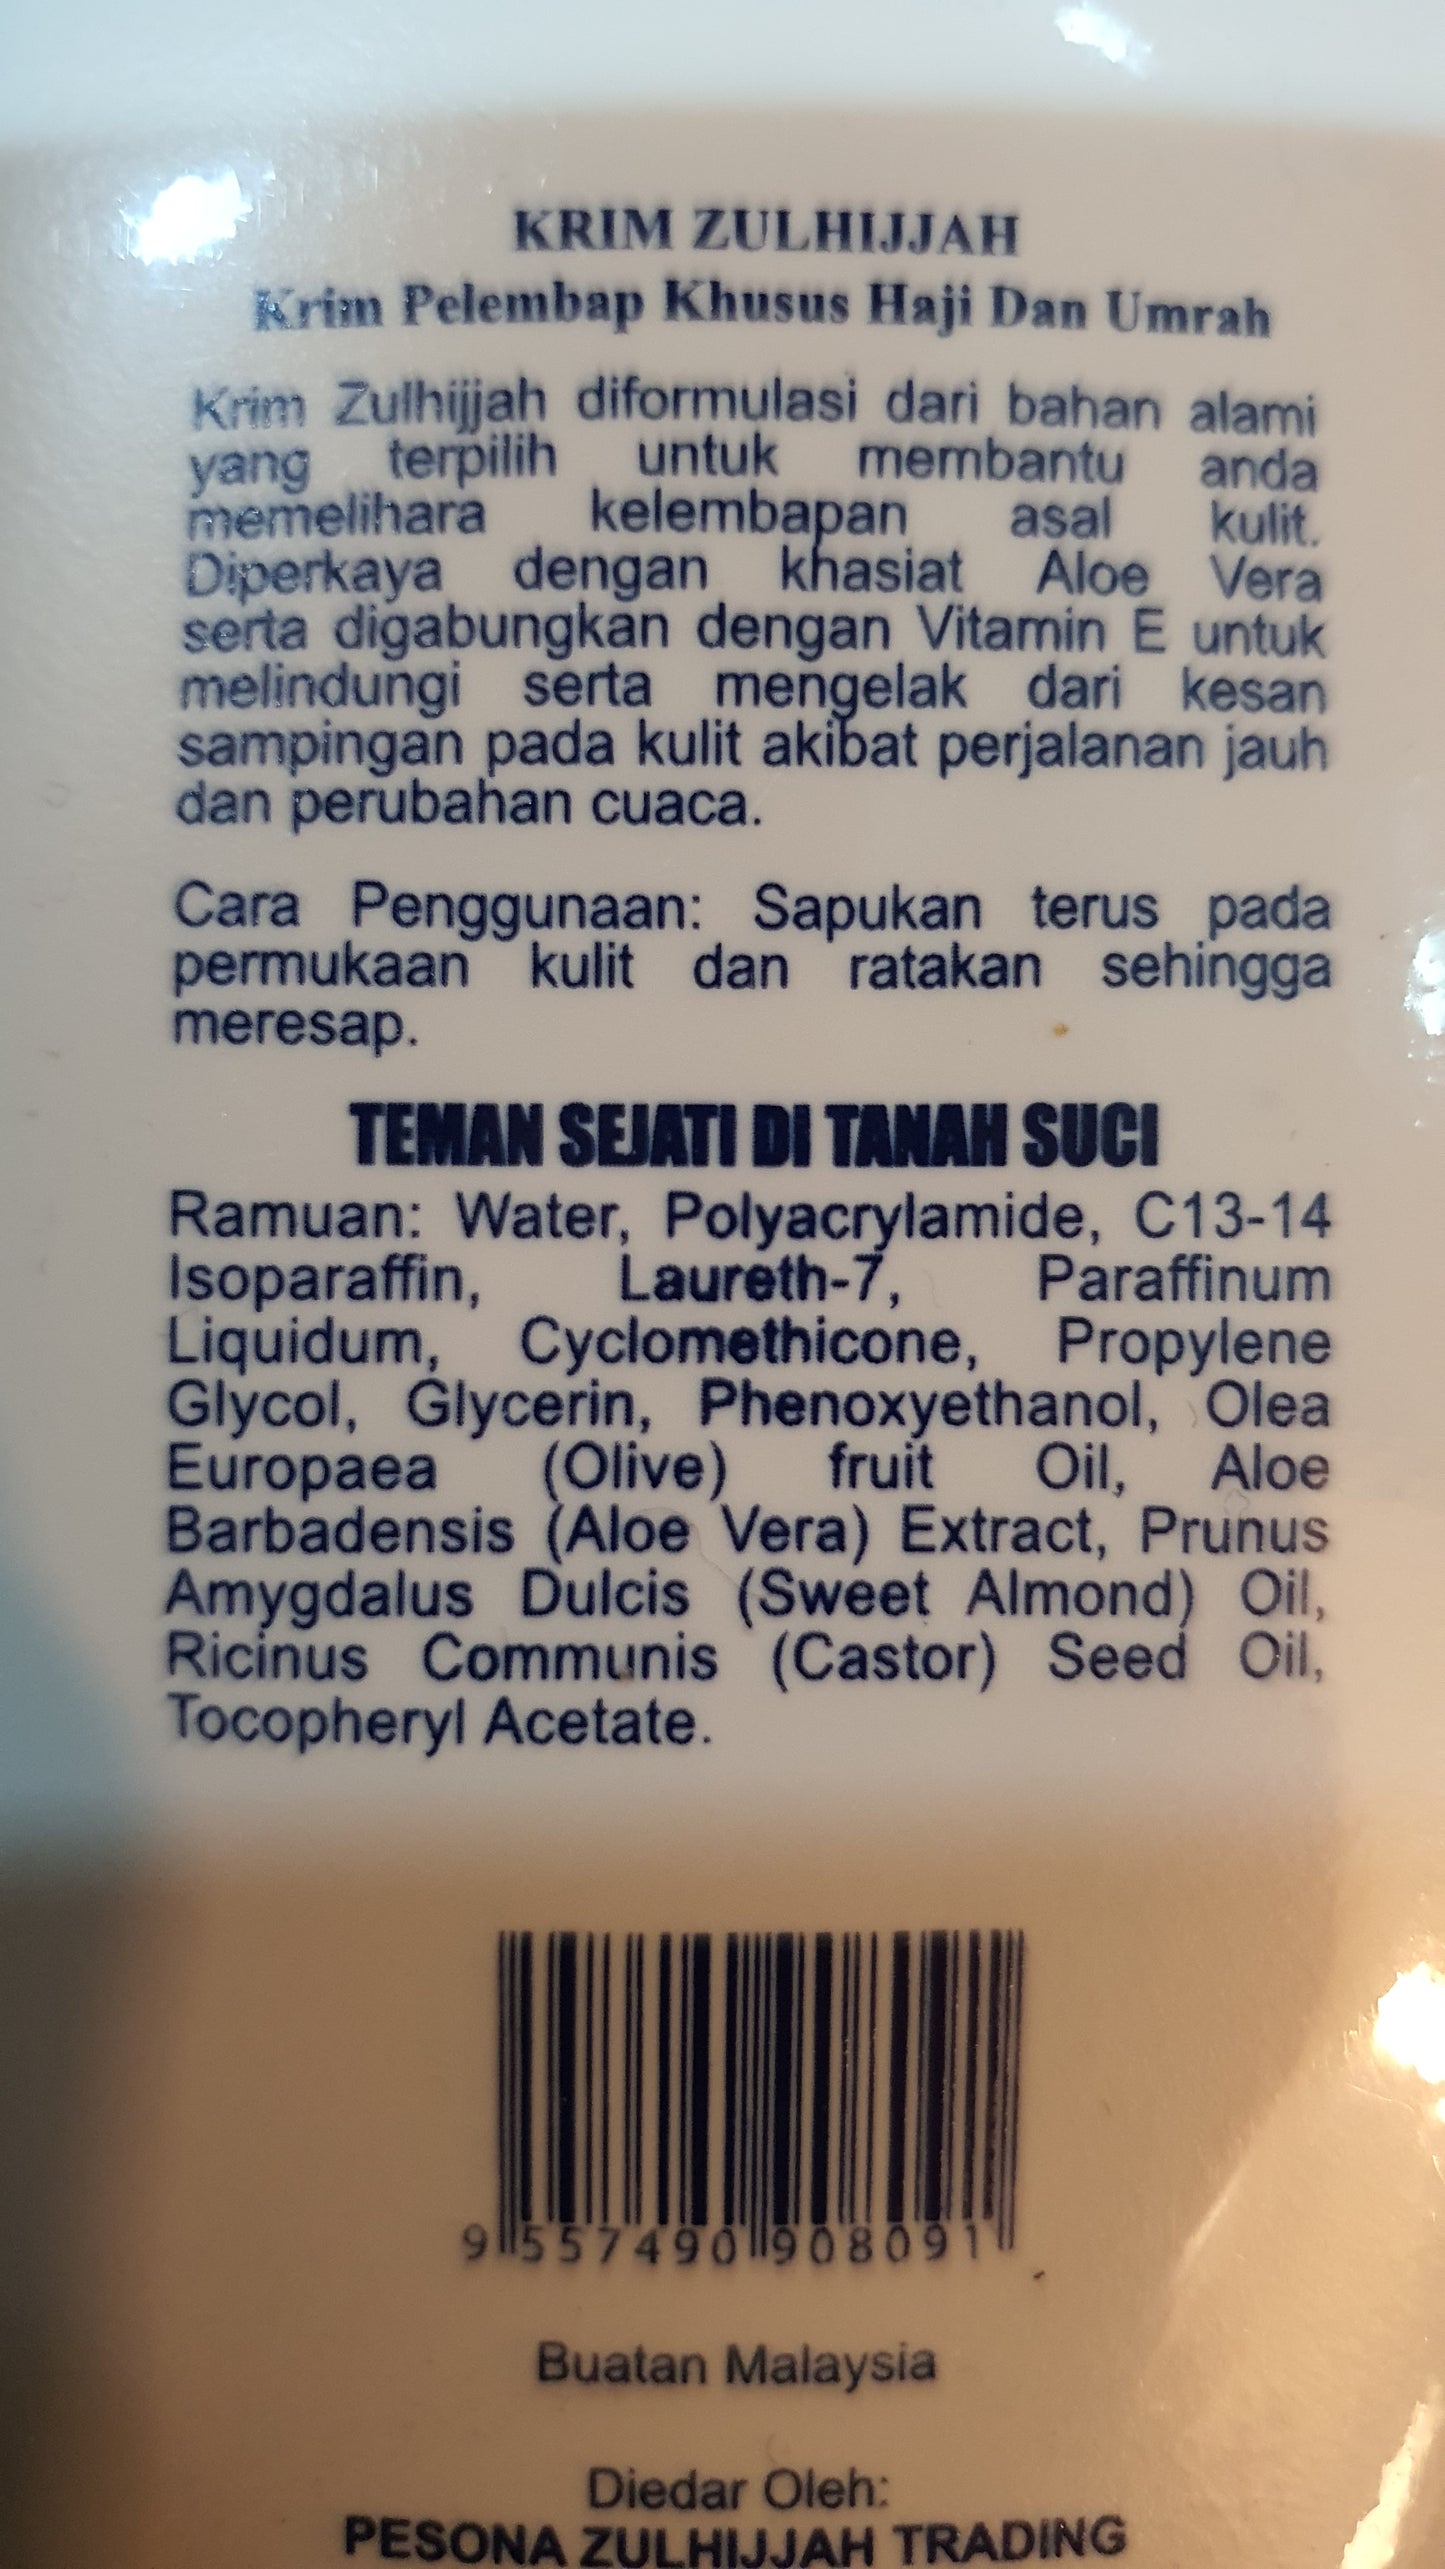 KRIM ZULHIJJAH
Krim Pelembap Khusus Haji Dan Umrah
Krim Zulhijjah diformulasi dari bahan alami
yang terpilih untuk membantu anda
memelihara kelembapan asal kulit.
Diperkaya dengan khasiat Aloe Vera
serta digabungkan dengan Vitamin E untuk
melindungi serta mengelak dari kesan
sampingan pada kulit akibat perjalanan jauh
dan perubahan cuaca.
Cara Penggunaan: Sapukan terus pada
permukaan kulit dan ratakan sehingga
meresap.
TEMAN SEJATI DI TANAH SUCI
Ramuan: Water, Polyacrylamide, C13-14
Isoparaffin, Laureth-7, Paraffinum
Liquidum, Cyclomethicone, Propylene
Glycol, Glycerin, Phenoxyethanol, Olea
Europaea (Olive) fruit Oil, Aloe
Barbadensis (Aloe Vera) Extract, Prunus
Amygdalus Dulcis (Sweet Almond) Oil,
Ricinus Communis (Castor) Seed Oil,
Tocopheryl Acetate.
9 557490 908091
Buatan Malaysia
Diedar Oleh:
PESONA ZULHIJJAH TRADING